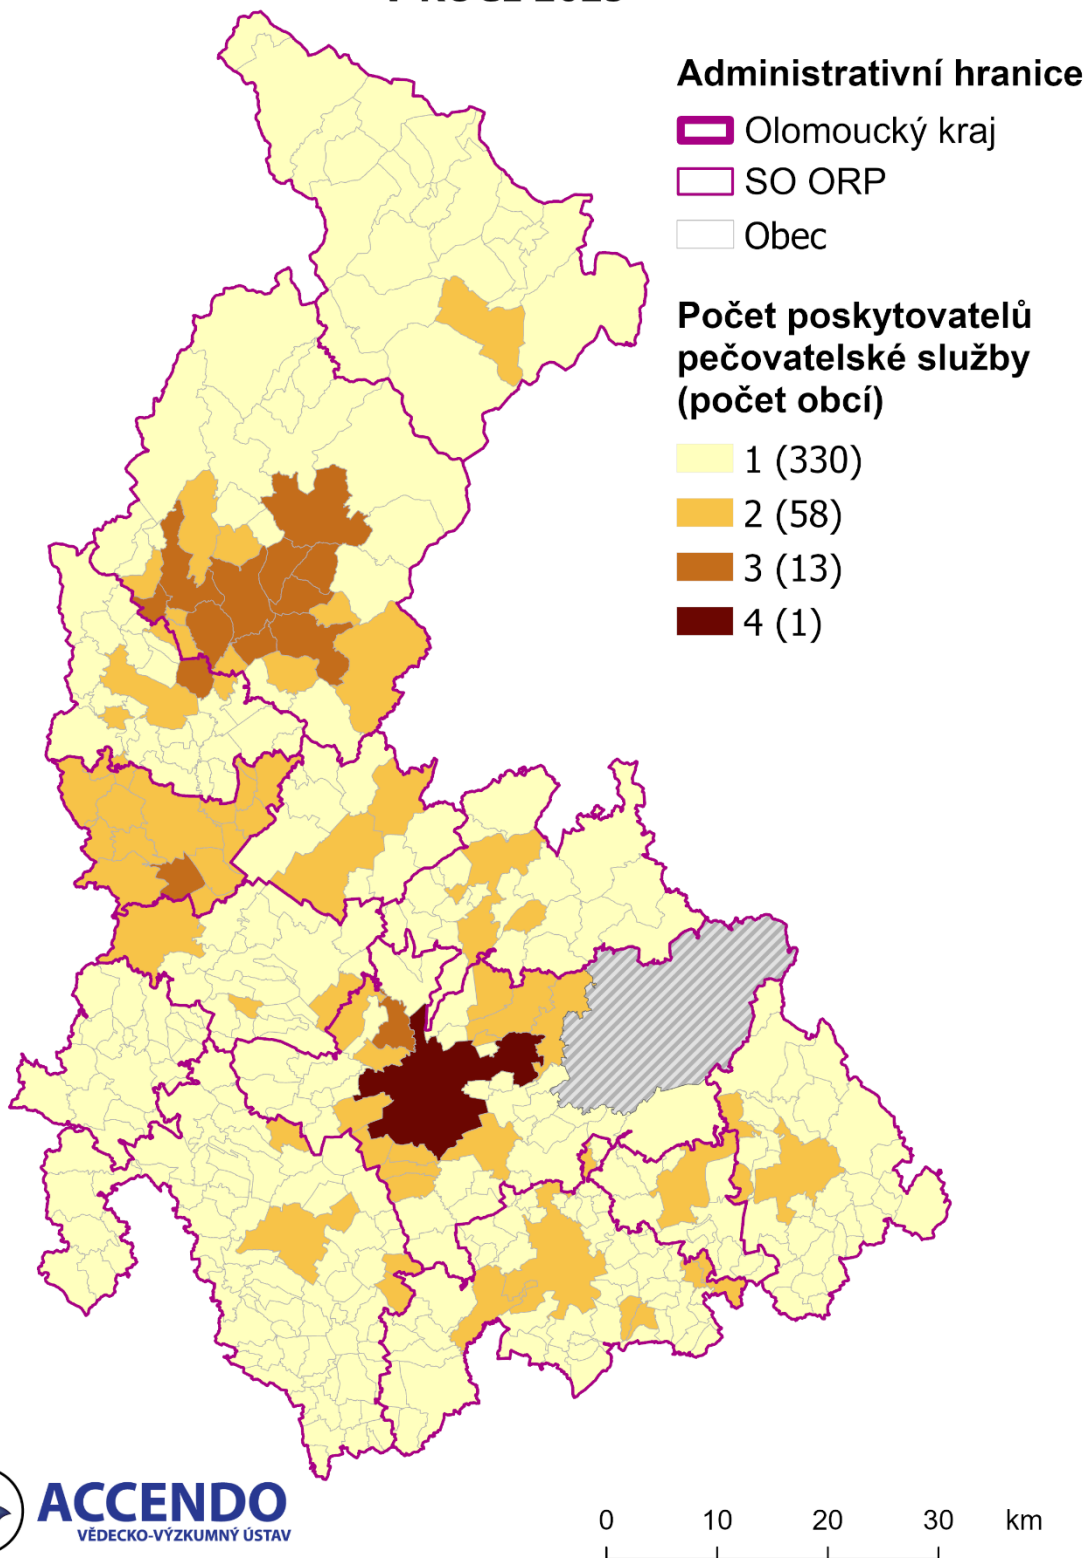 Administrativní hranice
Olomoucký kraj
SO ORP
Obec
Počet poskytovatelů
pečovatelské služby
(počet obcí)
1 (330)
2 (58)
3 (13)
4 (1)
ACCENDO
VĚDECKO-VÝZKUMNÝ ÚSTAV
0 10 20 30 km